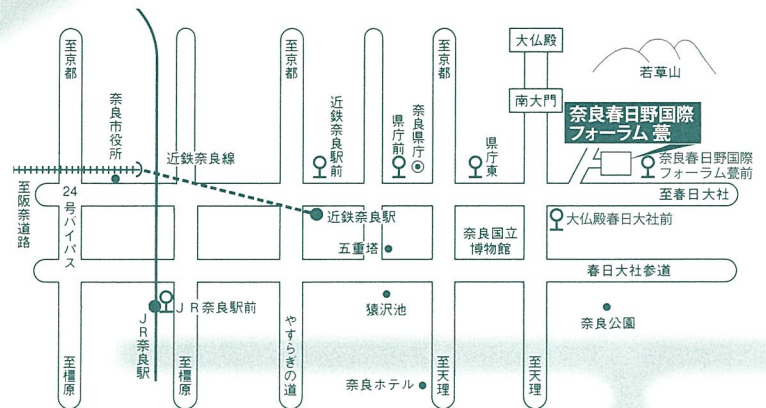 至京都
至京都
至京都
大仏殿
若草山
南大門
奈良春日野国際
フォーラム 甍
奈良市役所
近鉄奈良線
近鉄奈良駅前
県庁前
奈良県庁
県庁東
奈良春日野国際
フォーラム甍前
至阪奈道路
24号バイパス
至春日大社
近鉄奈良駅
大仏殿春日大社前
五重塔
奈良国立
博物館
春日大社参道
JR奈良駅前
猿沢池
奈良公園
JR奈良駅
やすらぎの道
至橿原
至橿原
奈良ホテル
至天理
至天理